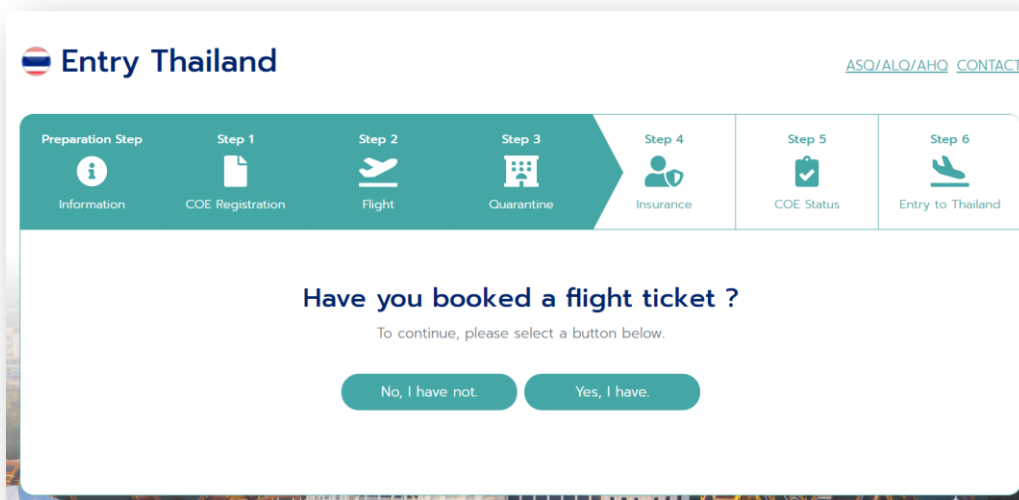 Entry Thailand
ASQ/ALQ/AHQ CONTACT
Preparation Step
Step 1
Step 2
Step 3
Step 4
Step 5
Step 6
Information
COE Registration
Flight
Quarantine
Insurance
COE Status
Entry to Thailand
Have you booked a flight ticket ?
To continue, please select a button below.
No, I have not.
Yes, I have.